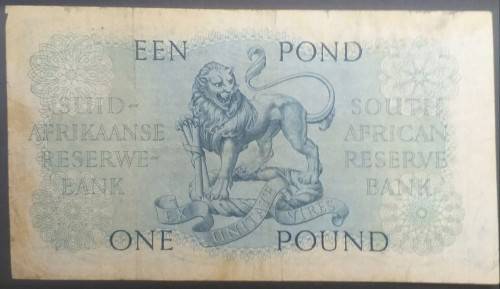 EEN POND
SUID-
AFRIKAANSE
RESERWE-
BANK
SOUTH
AFRICAN
RESERVE
BANK
EX UNITATE VIRES
ONE POUND